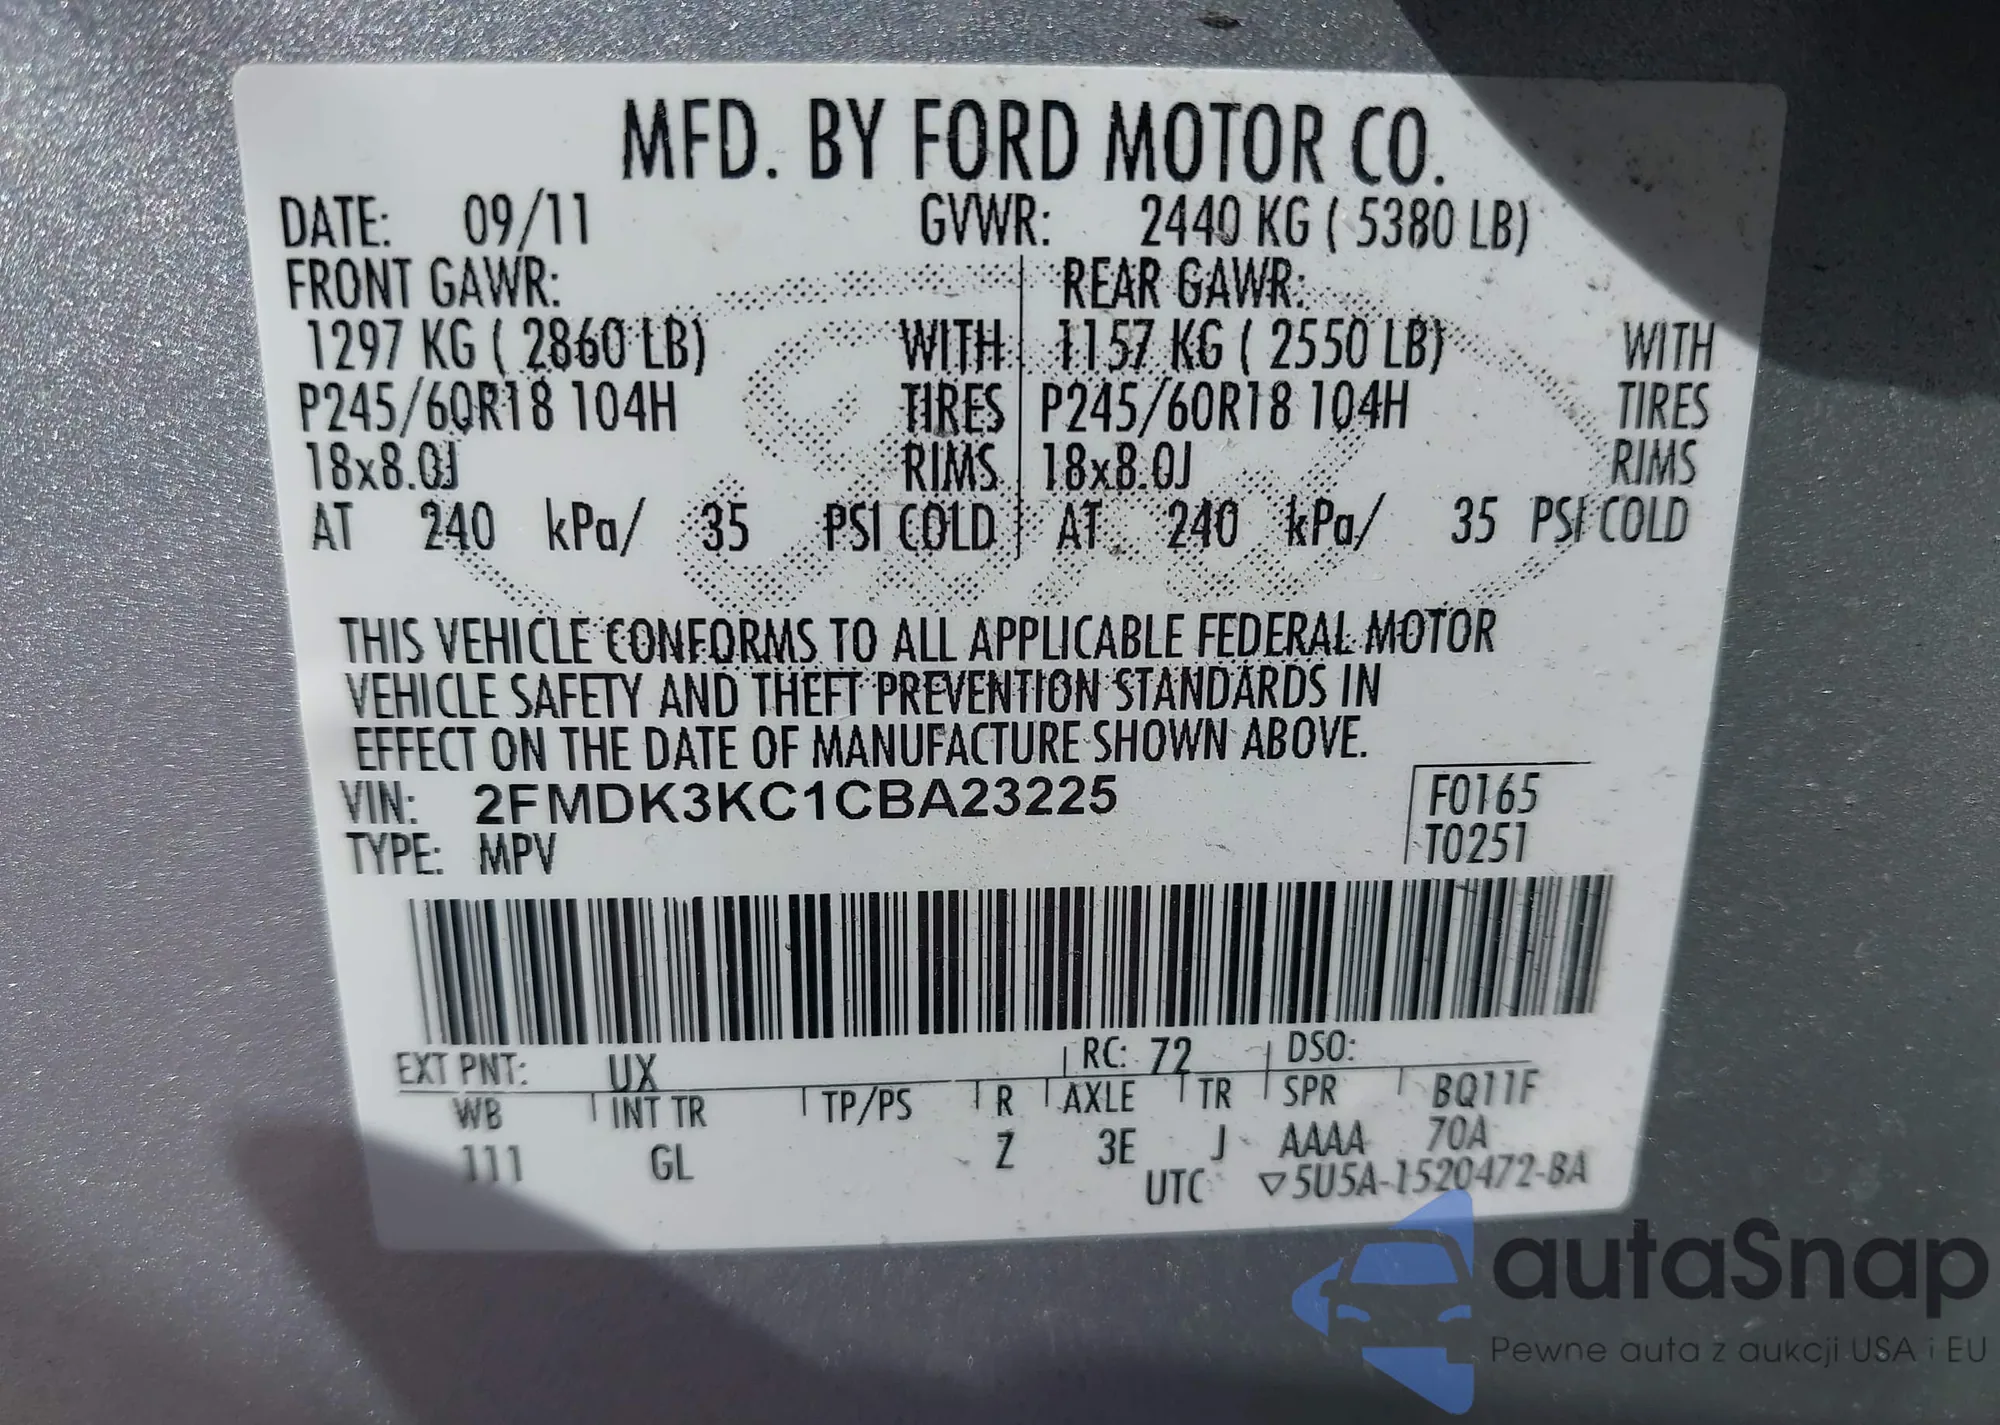 MFD. BY FORD MOTOR CO.
DATE: 09/11 GVWR: 2440 KG ( 5380 LB)
FRONT GAWR: REAR GAWR:
1297 KG ( 2860 LB) WITH 1157 KG ( 2550 LB) WITH
P245/60R18 104H TIRES P245/60R18 104H TIRES
18x8.0J RIMS 18x8.0J RIMS
AT 240 kPa/ 35 PSI COLD AT 240 kPa/ 35 PSI COLD
THIS VEHICLE CONFORMS TO ALL APPLICABLE FEDERAL MOTOR
VEHICLE SAFETY AND THEFT PREVENTION STANDARDS IN
EFFECT ON THE DATE OF MANUFACTURE SHOWN ABOVE.
VIN: 2FMDK3KC1CBA23225 F0165
TYPE: MPV T0251
EXT PNT: UX RC: 72 DSO:
WB INT TR TP/PS R AXLE TR SPR BQ11F
111 GL Z 3E J AAAA 70A
UTC ▽5U5A-1520472-BA
autaSnap
Pewne auta z aukcji USA i EU